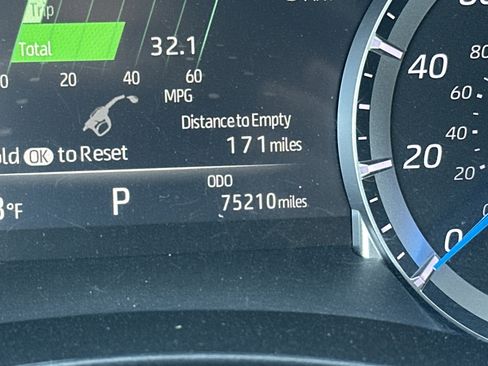 Trip
Total 32.1
0 20 40 60
MPG
Distance to Empty
171 miles
old OK to Reset
ODO
°F P 75210 miles
80
40
60
40
20
20
0